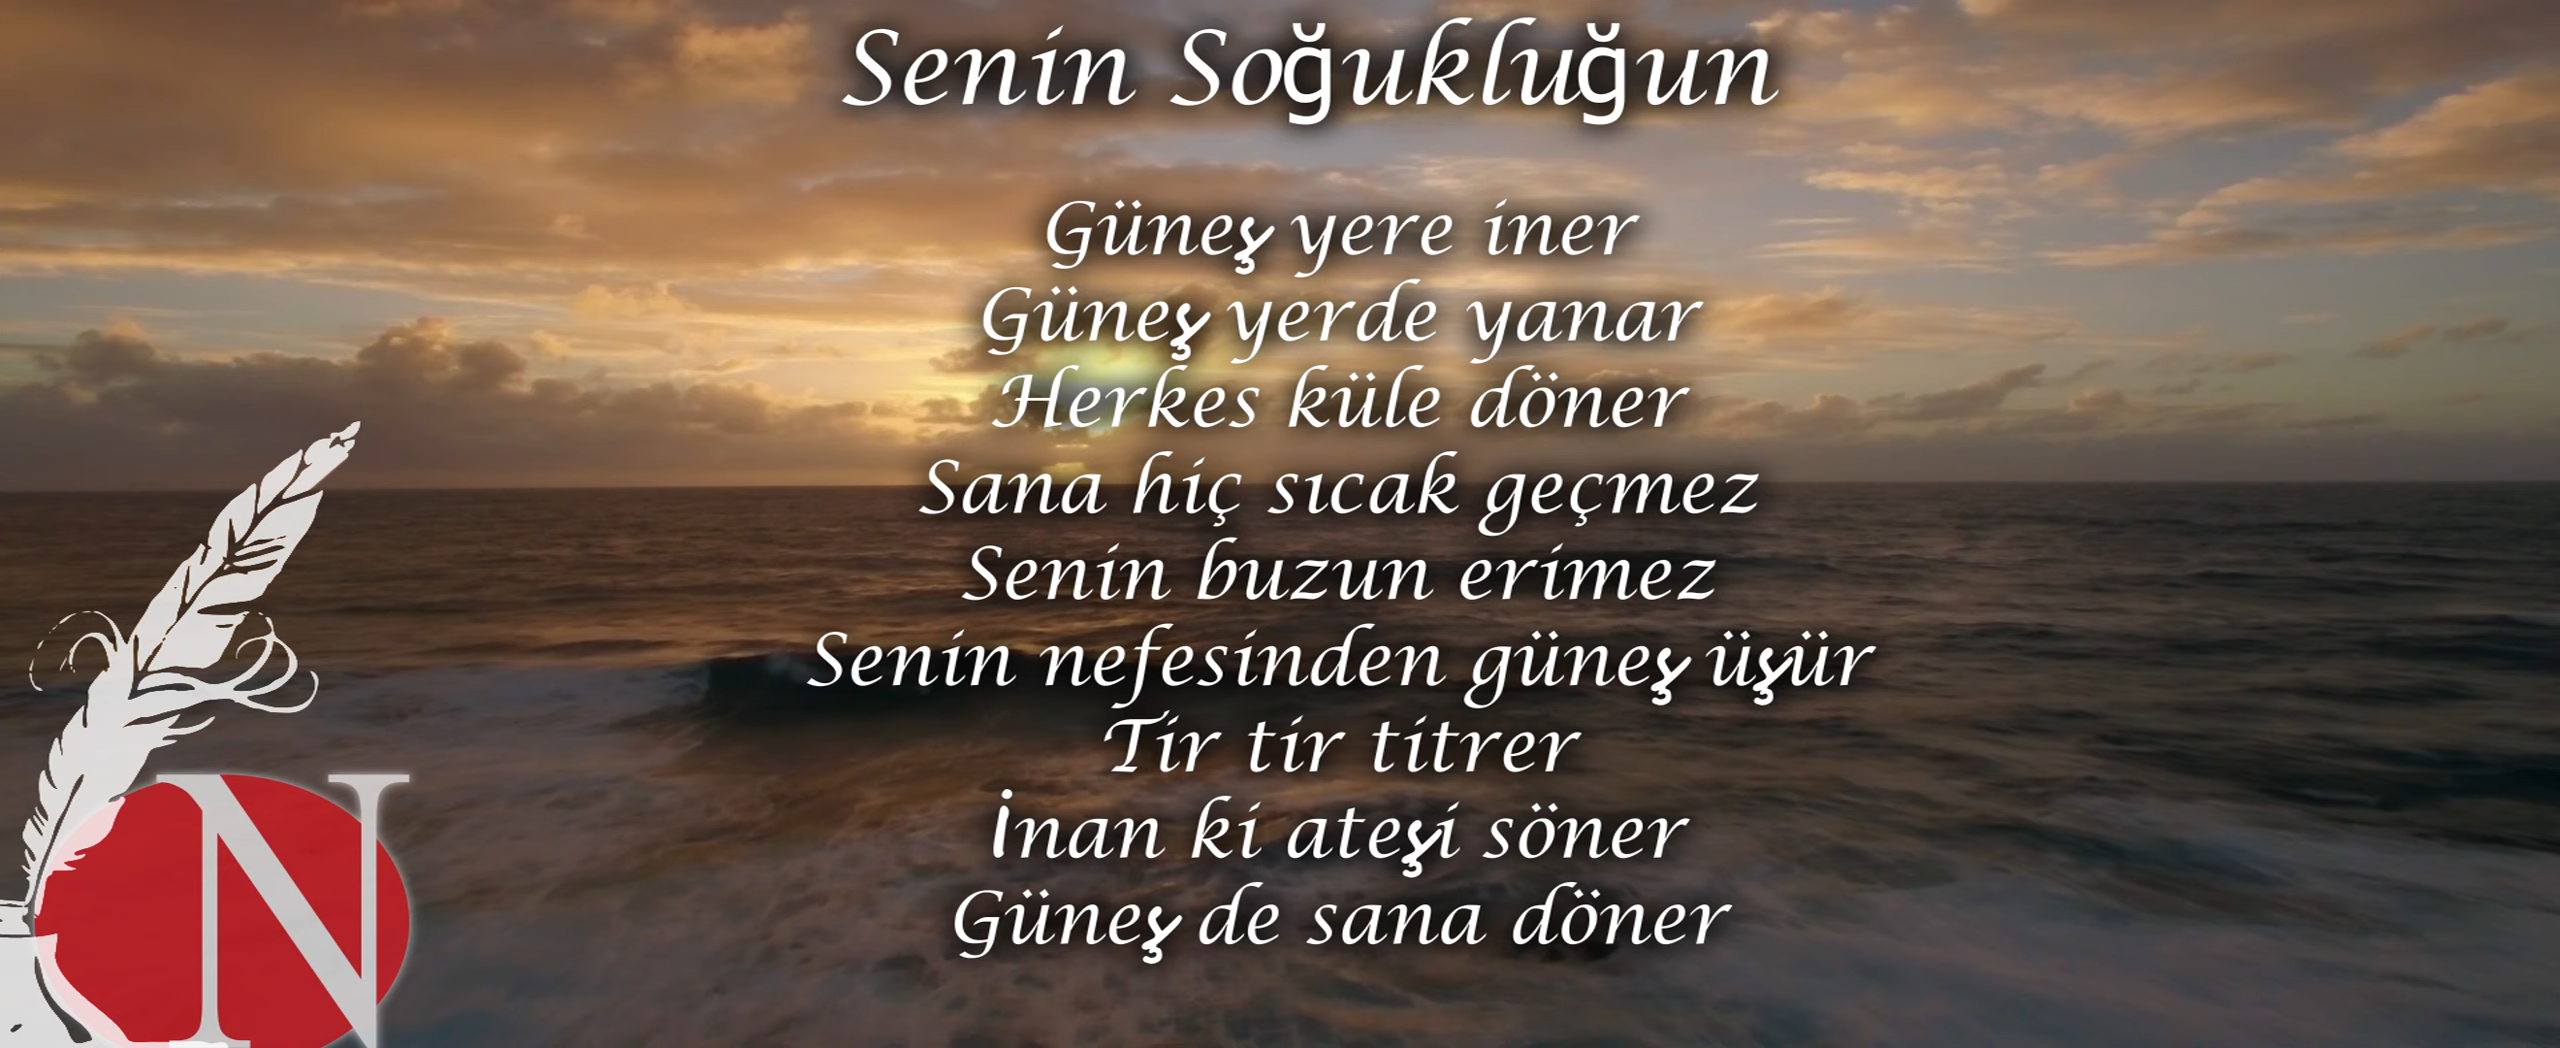 Senin Soğukluğun
Güneş yere iner
Güneş yerde yanar
Herkes küle döner
Sana hiç sıcak geçmez
Senin buzun erimez
Senin nefesinden güneş üşür
Tir tir titrer
İnan ki ateşi söner
Güneş de sana döner
N